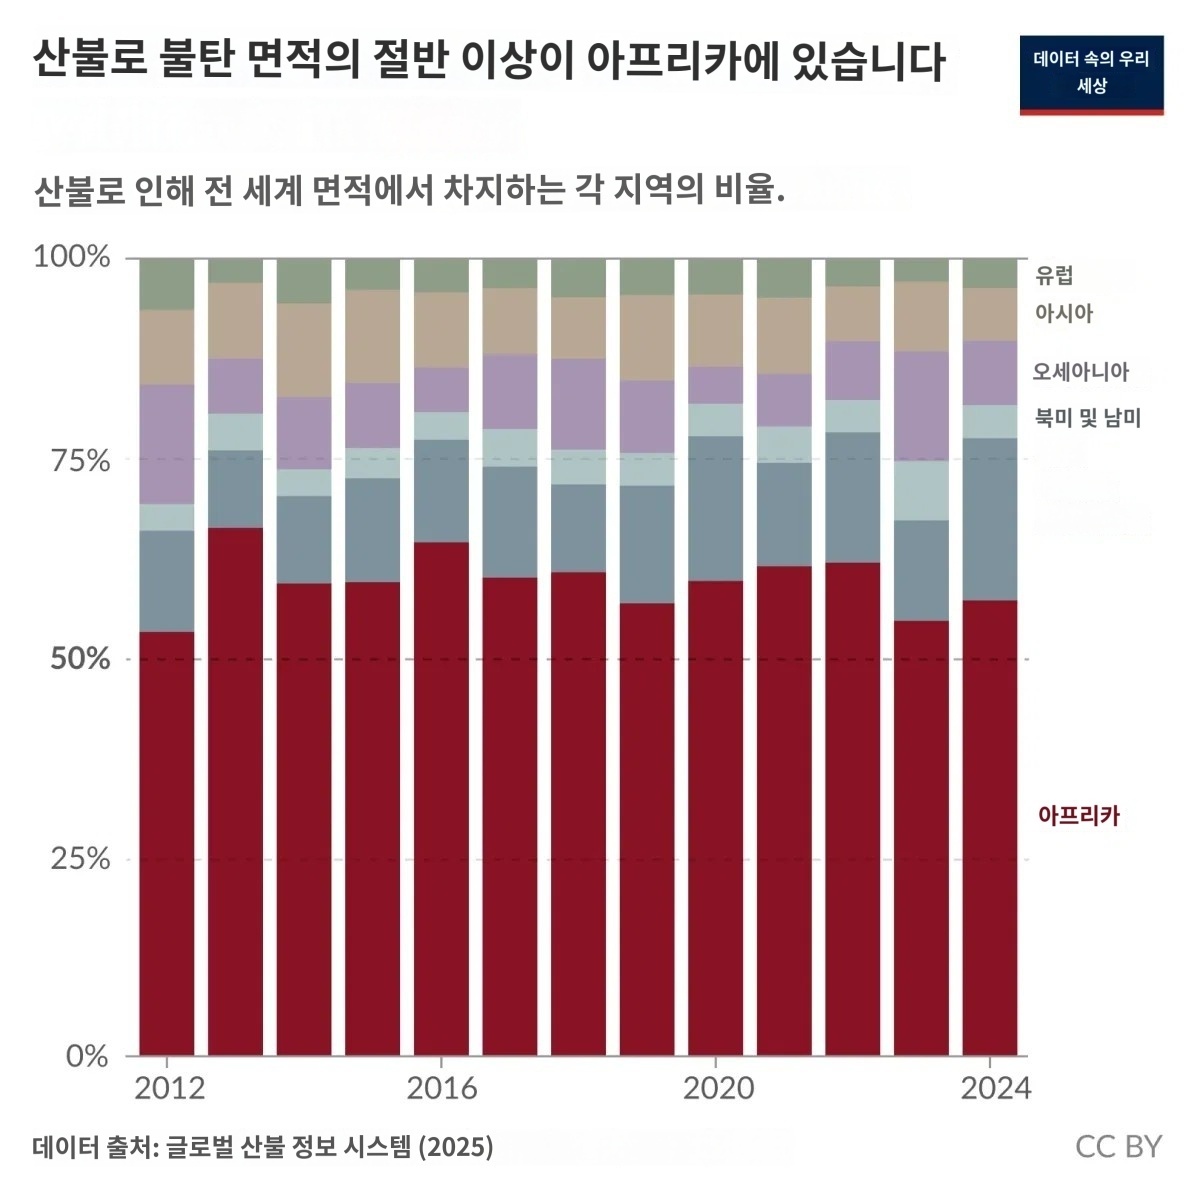 산불로 불탄 면적의 절반 이상이 아프리카에 있습니다
데이터 속의 우리
세상
산불로 인해 전 세계 면적에서 차지하는 각 지역의 비율.
100%
75%
50%
25%
0%
유럽
아시아
오세아니아
북미 및 남미
아프리카
2012
2016
2020
2024
데이터 출처: 글로벌 산불 정보 시스템 (2025)
CC BY